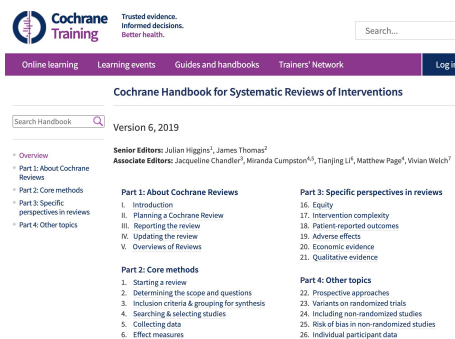 Cochrane
Training
Trusted evidence.
Informed decisions.
Better health.
Search...
Online learning
Learning events
Guides and handbooks
Trainers' Network
Log in
Cochrane Handbook for Systematic Reviews of Interventions
Search Handbook
Version 6, 2019
Senior Editors: Julian Higgins1, James Thomas2
Associate Editors: Jacqueline Chandler3, Miranda Cumpston4,5, Tianjing Li6, Matthew Page4, Vivian Welch7
Overview
Part 1: About Cochrane
Reviews
Part 2: Core methods
Part 3: Specific
perspectives in reviews
Part 4: Other topics
Part 1: About Cochrane Reviews
I. Introduction
II. Planning a Cochrane Review
III. Reporting the review
IV. Updating the review
V. Overviews of Reviews
Part 2: Core methods
1. Starting a review
2. Determining the scope and questions
3. Inclusion criteria & grouping for synthesis
4. Searching & selecting studies
5. Collecting data
6. Effect measures
Part 3: Specific perspectives in reviews
16. Equity
17. Intervention complexity
18. Patient-reported outcomes
19. Adverse effects
20. Economic evidence
21. Qualitative evidence
Part 4: Other topics
22. Prospective approaches
23. Variants on randomized trials
24. Including non-randomized studies
25. Risk of bias in non-randomized studies
26. Individual participant data